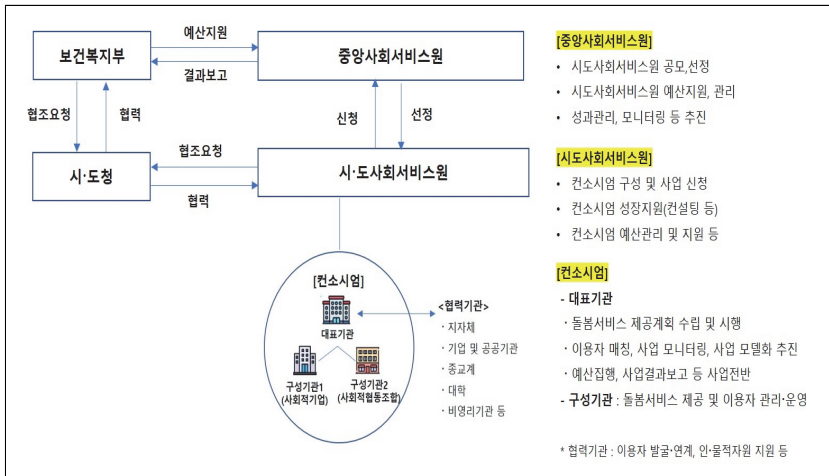 예산지원
보건복지부
중앙사회서비스원
결과보고
협조요청
협력
신청
선정
시·도청
협조요청
시·도사회서비스원
협력
[컨소시엄]
대표기관
구성기관1
(사회적기업)
구성기관2
(사회적협동조합)
<협력기관>
· 지자체
· 기업 및 공공기관
· 종교계
· 대학
· 비영리기관 등
[중앙사회서비스원]
• 시도사회서비스원 공모,선정
• 시도사회서비스원 예산지원, 관리
• 성과관리, 모니터링 등 추진
[시도사회서비스원]
• 컨소시엄 구성 및 사업 신청
• 컨소시엄 성장지원(컨설팅 등)
• 컨소시엄 예산관리 및 지원 등
[컨소시엄]
- 대표기관
· 돌봄서비스 제공계획 수립 및 시행
· 이용자 매칭, 사업 모니터링, 사업 모델화 추진
· 예산집행, 사업결과보고 등 사업전반
- 구성기관 : 돌봄서비스 제공 및 이용자 관리·운영
* 협력기관 : 이용자 발굴·연계, 인·물적자원 지원 등